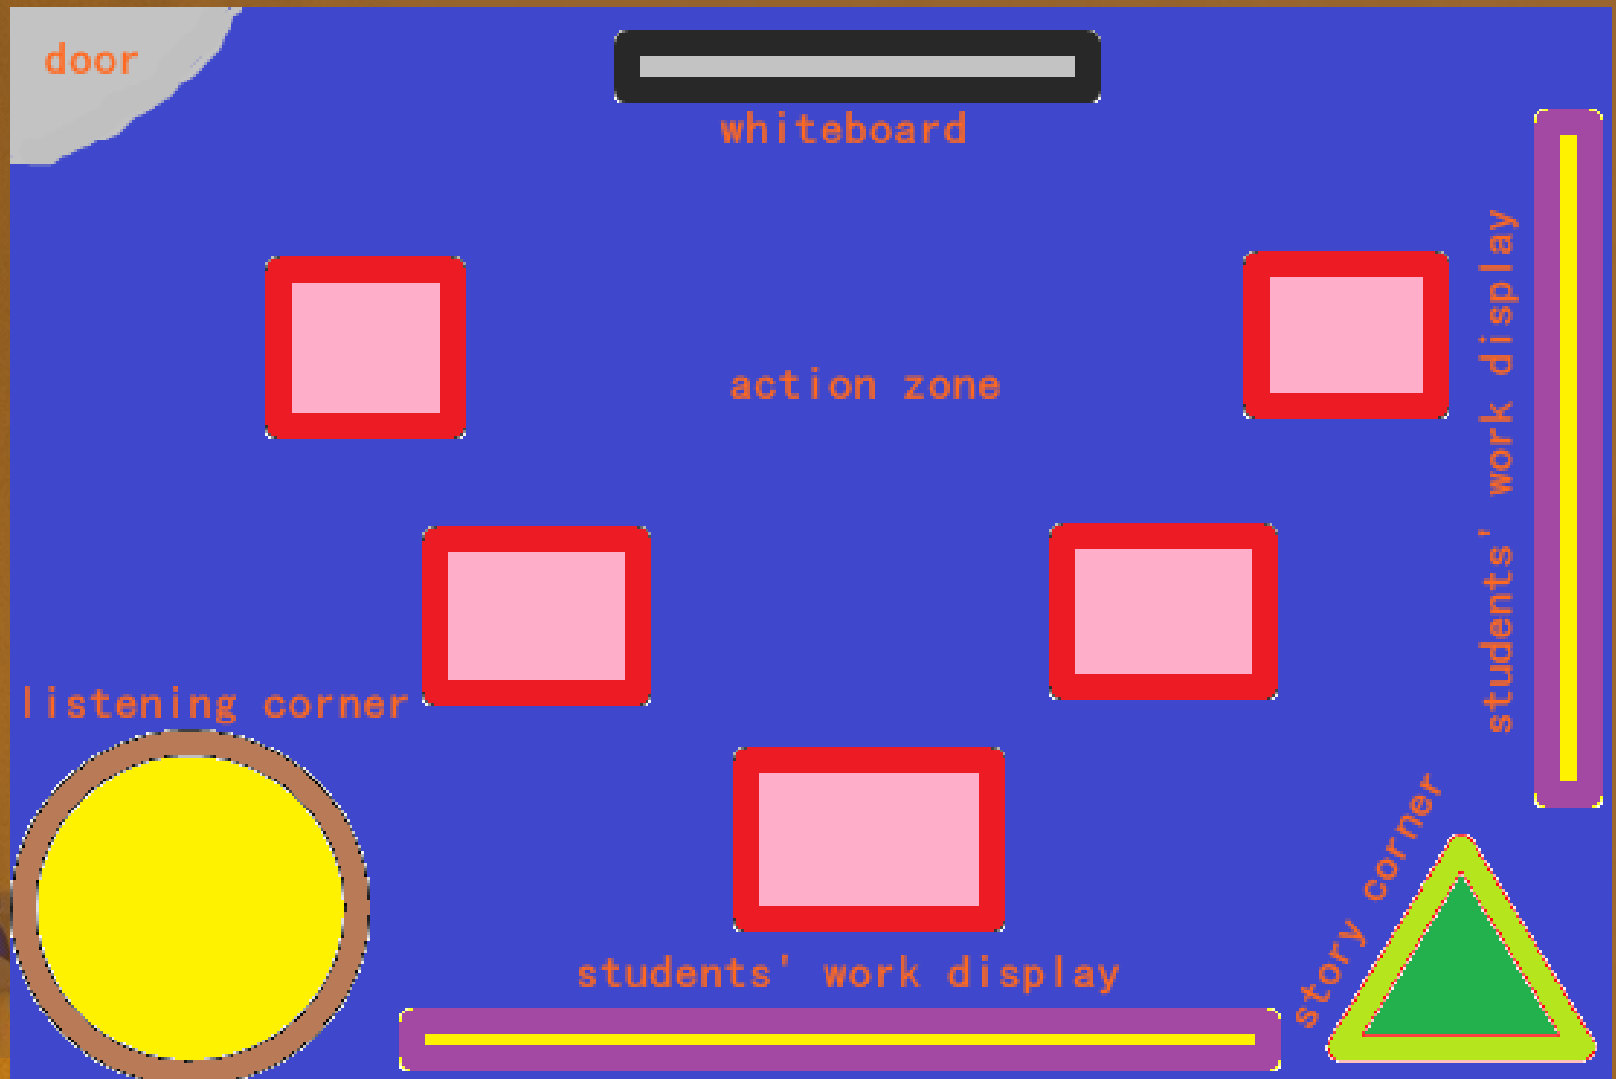 door
whiteboard
action zone
students' work display
listening corner
story corner
students' work display